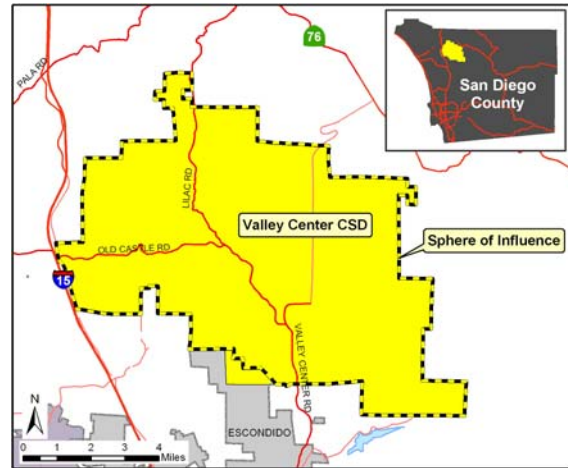 76
PALA RD
San Diego
County
LILAC RD
Valley Center CSD
Sphere of Influence
OLD CASTLE RD
15
VALLEY CENTER RD
N
ESCONDIDO
0 1 2 3 4
Miles